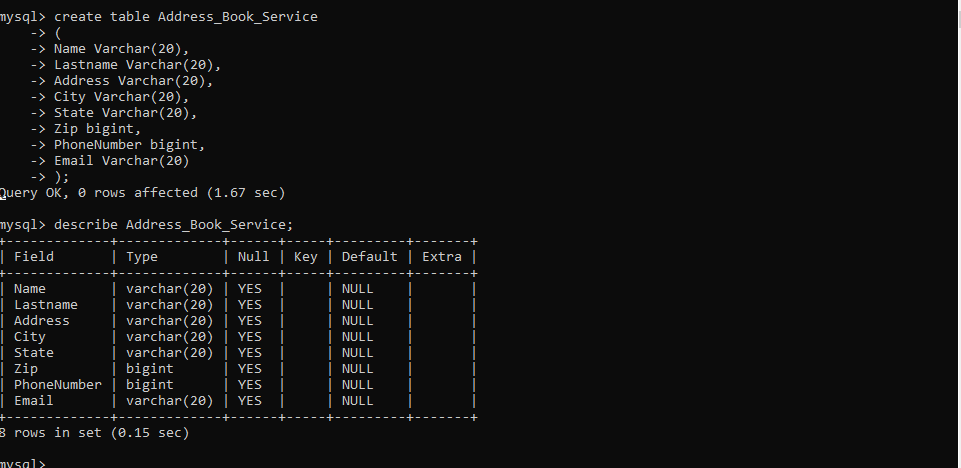 mysql> create table Address_Book_Service
    -> (
    -> Name Varchar(20),
    -> Lastname Varchar(20),
    -> Address Varchar(20),
    -> City Varchar(20),
    -> State Varchar(20),
    -> Zip bigint,
    -> PhoneNumber bigint,
    -> Email Varchar(20)
    -> );
Query OK, 0 rows affected (1.67 sec)

mysql> describe Address_Book_Service;
+-------------+-------------+------+-----+---------+-------+
| Field       | Type        | Null | Key | Default | Extra |
+-------------+-------------+------+-----+---------+-------+
| Name        | varchar(20) | YES  |     | NULL    |       |
| Lastname    | varchar(20) | YES  |     | NULL    |       |
| Address     | varchar(20) | YES  |     | NULL    |       |
| City        | varchar(20) | YES  |     | NULL    |       |
| State       | varchar(20) | YES  |     | NULL    |       |
| Zip         | bigint      | YES  |     | NULL    |       |
| PhoneNumber | bigint      | YES  |     | NULL    |       |
| Email       | varchar(20) | YES  |     | NULL    |       |
+-------------+-------------+------+-----+---------+-------+
8 rows in set (0.15 sec)

mysql>